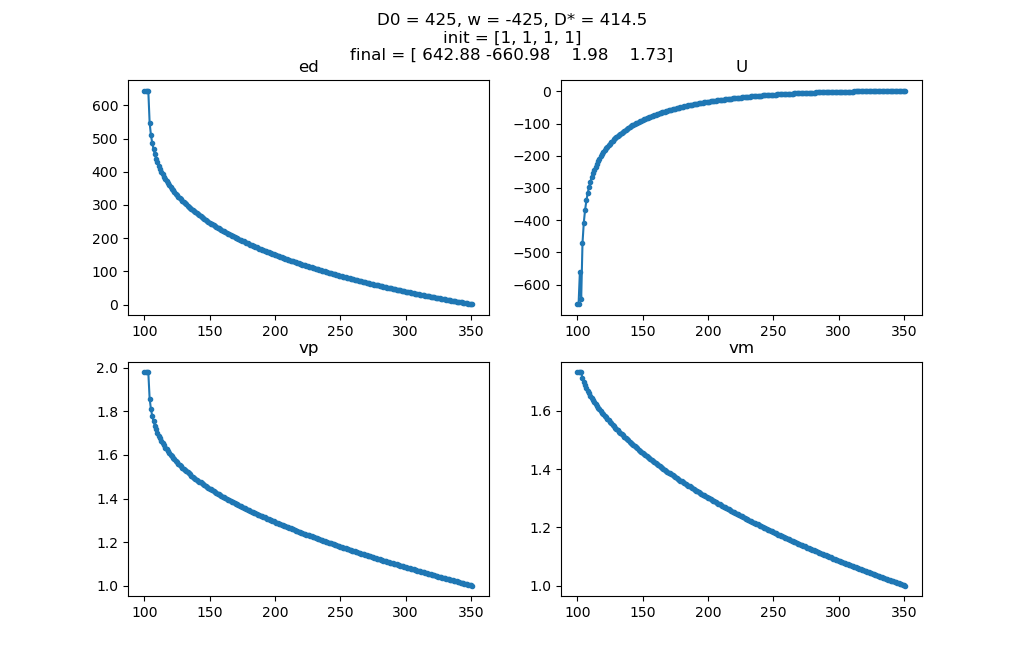 D0 = 425, w = -425, D* = 414.5
init = [1, 1, 1, 1]
final = [ 642.88 -660.98    1.98    1.73]
ed
600
500
400
300
200
100
0
100 150 200 250 300 350
U
0
−100
−200
−300
−400
−500
−600
100 150 200 250 300 350
vp
2.0
1.8
1.6
1.4
1.2
1.0
100 150 200 250 300 350
vm
1.6
1.4
1.2
1.0
100 150 200 250 300 350